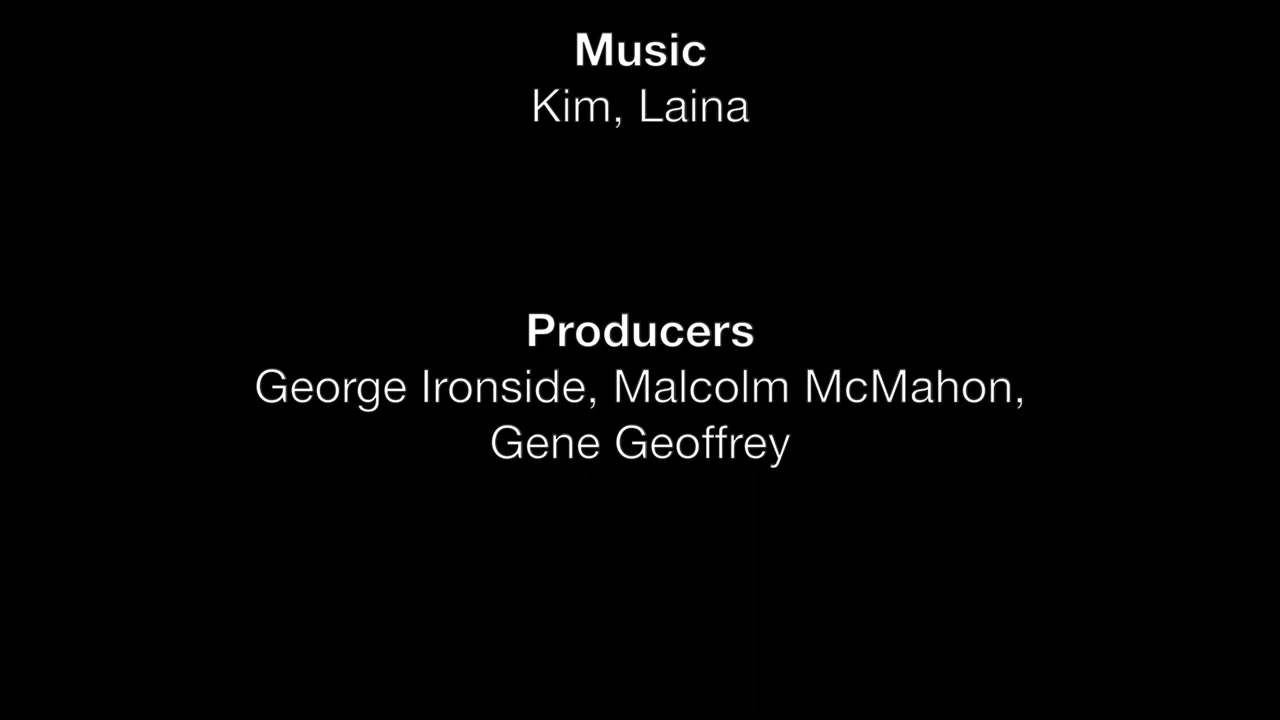 Music
Kim, Laina
Producers
George Ironside, Malcolm McMahon,
Gene Geoffrey